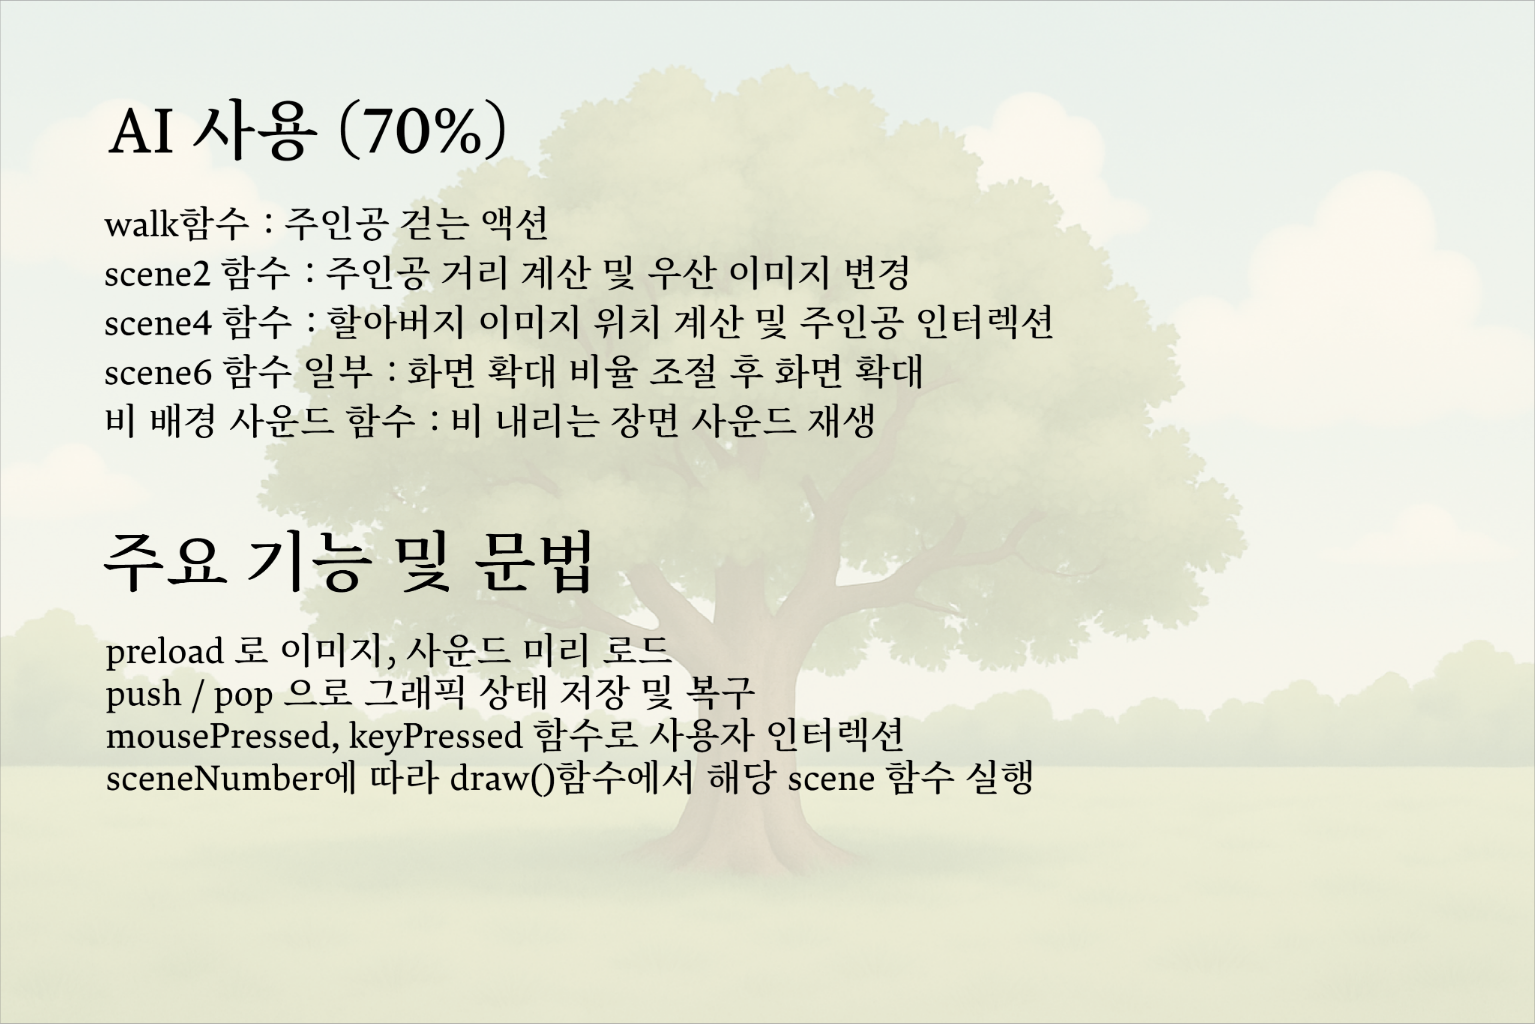 AI 사용 (70%)
walk함수 : 주인공 걷는 액션
scene2 함수 : 주인공 거리 계산 및 우산 이미지 변경
scene4 함수 : 할아버지 이미지 위치 계산 및 주인공 인터렉션
scene6 함수 일부 : 화면 확대 비율 조절 후 화면 확대
비 배경 사운드 함수 : 비 내리는 장면 사운드 재생
주요 기능 및 문법
preload 로 이미지, 사운드 미리 로드
push / pop 으로 그래픽 상태 저장 및 복구
mousePressed, keyPressed 함수로 사용자 인터렉션
sceneNumber에 따라 draw()함수에서 해당 scene 함수 실행